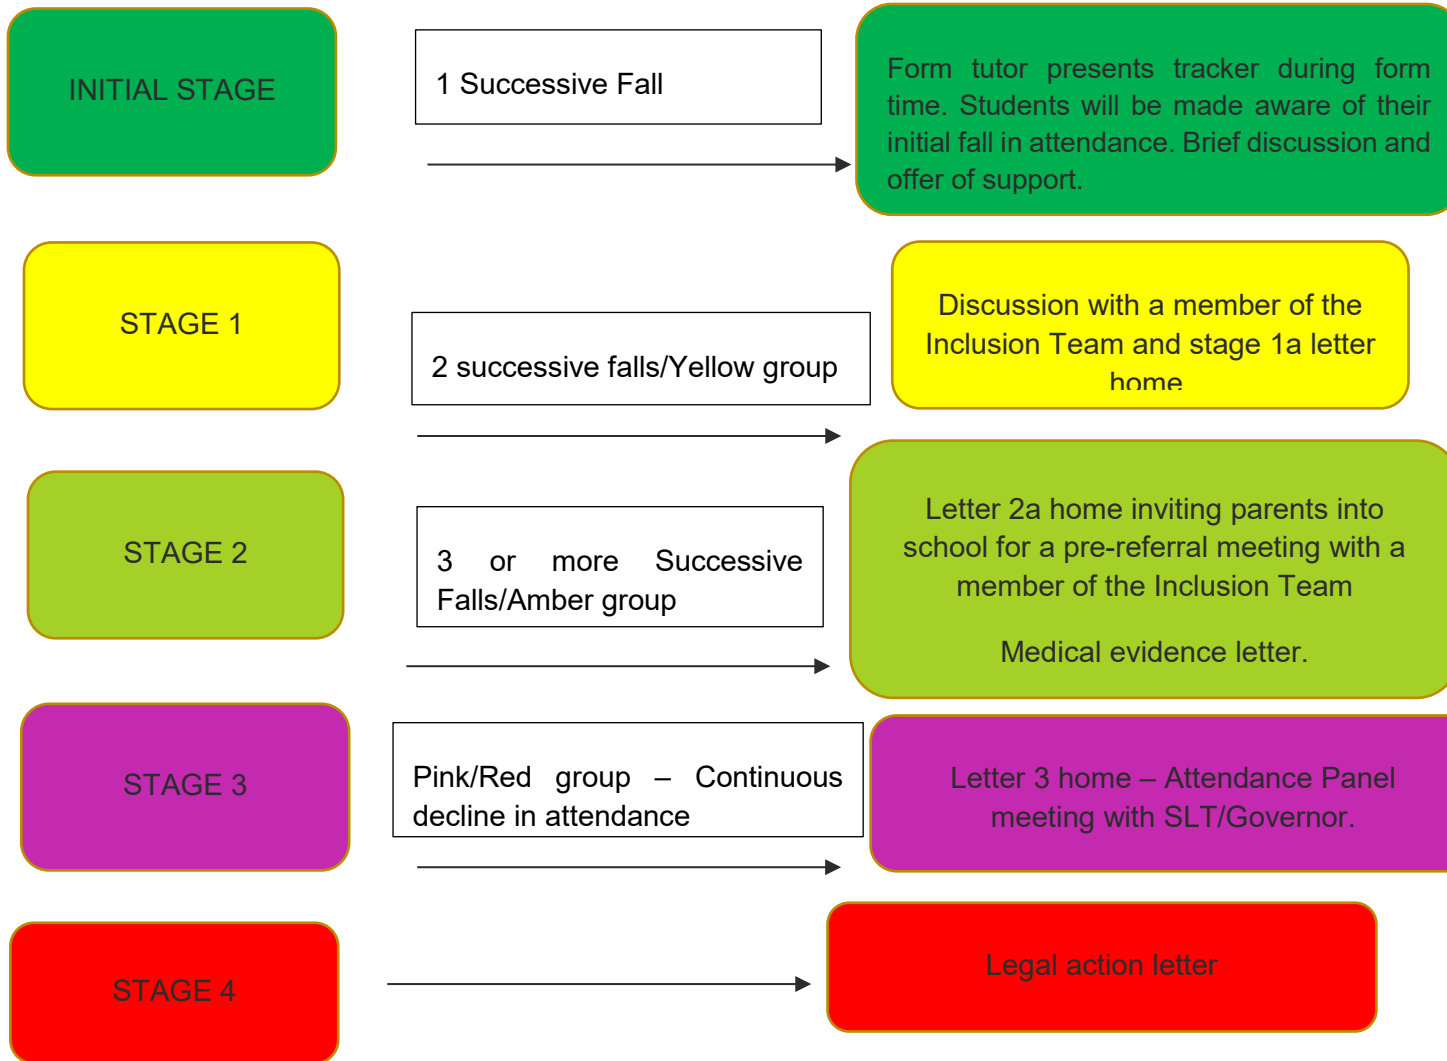 INITIAL STAGE
1 Successive Fall
Form tutor presents tracker during form
time. Students will be made aware of their
initial fall in attendance. Brief discussion and
offer of support.
STAGE 1
2 successive falls/Yellow group
Discussion with a member of the
Inclusion Team and stage 1a letter
home
STAGE 2
3 or more Successive
Falls/Amber group
Letter 2a home inviting parents into
school for a pre-referral meeting with a
member of the Inclusion Team
Medical evidence letter.
STAGE 3
Pink/Red group – Continuous
decline in attendance
Letter 3 home – Attendance Panel
meeting with SLT/Governor.
STAGE 4
Legal action letter